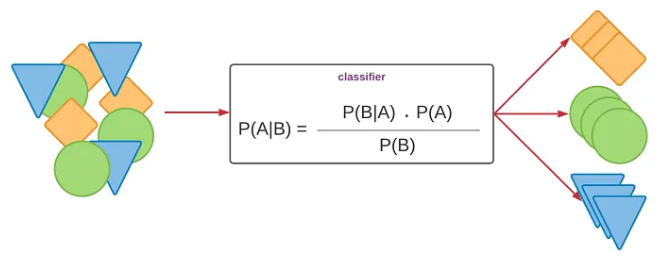 classifier
P(A|B) = P(B|A) . P(A)
P(B)